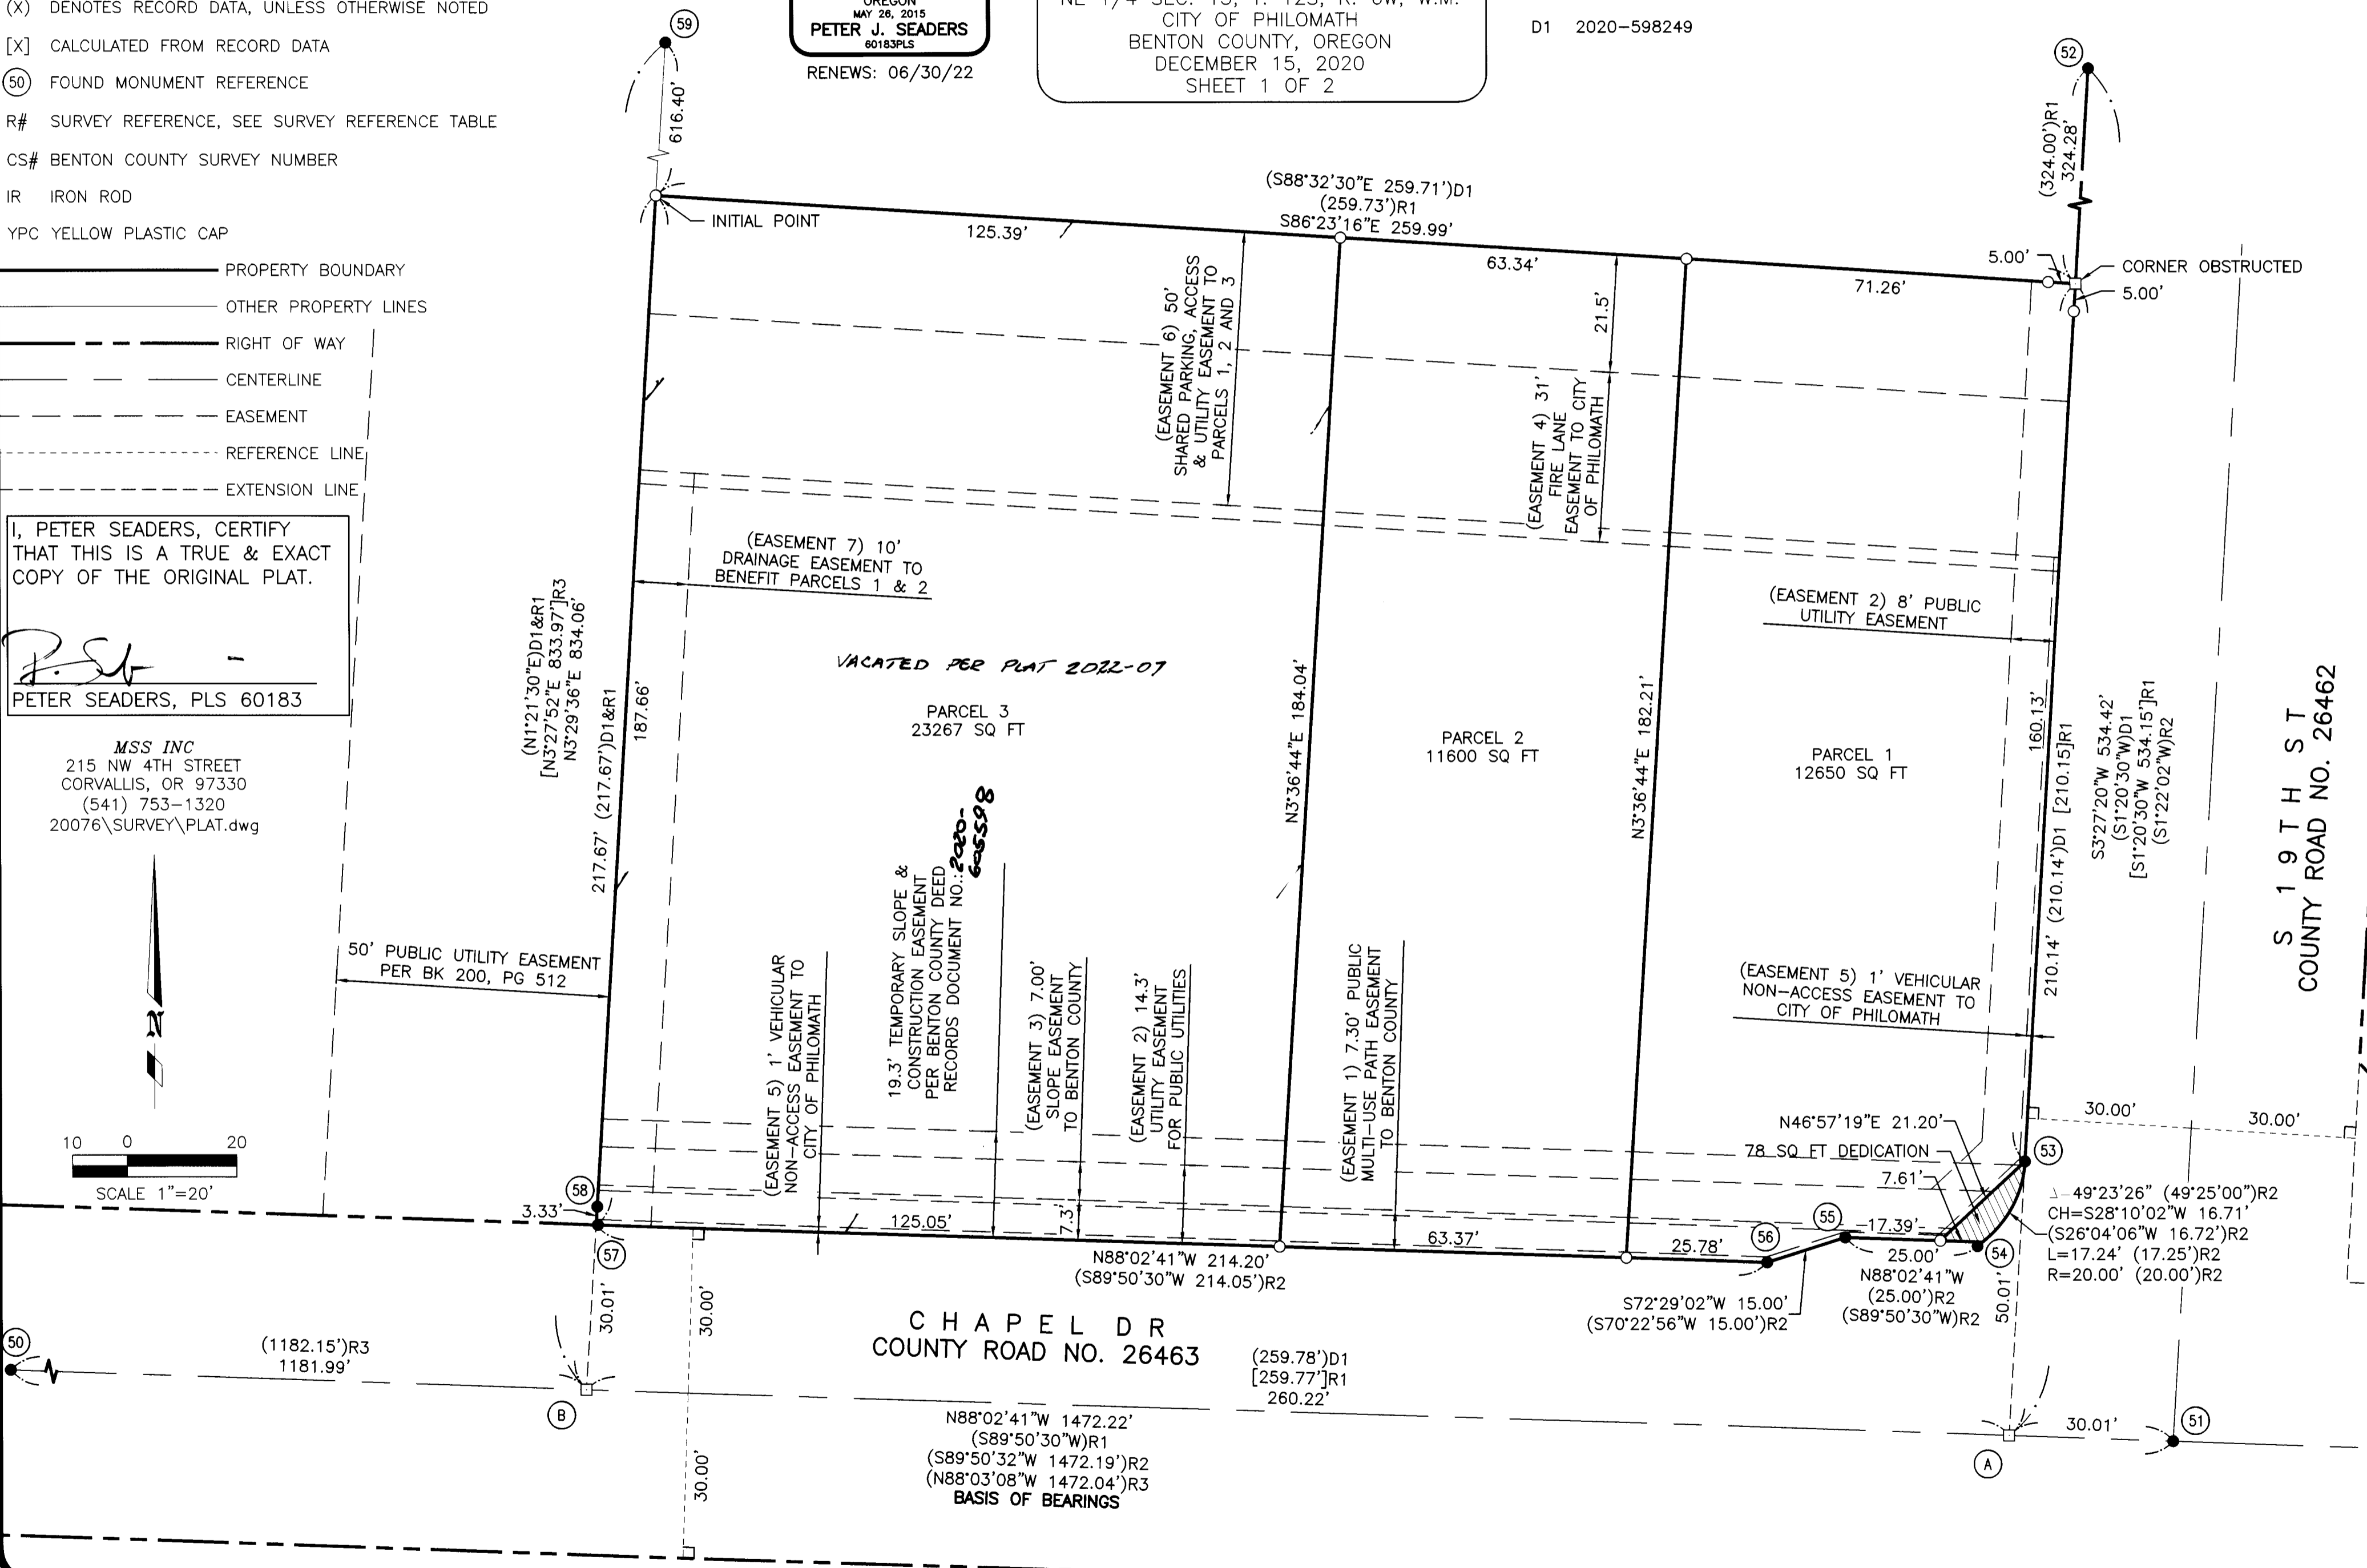 (X) DENOTES RECORD DATA, UNLESS OTHERWISE NOTED
[X] CALCULATED FROM RECORD DATA
50 FOUND MONUMENT REFERENCE
R# SURVEY REFERENCE, SEE SURVEY REFERENCE TABLE
CS# BENTON COUNTY SURVEY NUMBER
IR IRON ROD
YPC YELLOW PLASTIC CAP
PROPERTY BOUNDARY
OTHER PROPERTY LINES
RIGHT OF WAY
CENTERLINE
EASEMENT
REFERENCE LINE
EXTENSION LINE
I, PETER SEADERS, CERTIFY
THAT THIS IS A TRUE & EXACT
COPY OF THE ORIGINAL PLAT.
PETER SEADERS, PLS 60183
MSS INC
215 NW 4TH STREET
CORVALLIS, OR 97330
(541) 753-1320
20076\SURVEY\PLAT.dwg
N
10 0 20
SCALE 1"=20'
OREGON
MAY 26, 2015
PETER J. SEADERS
60183PLS
RENEWS: 06/30/22
NE 1/4 SEC. 13, T. 12S, R. 6W, W.M.
CITY OF PHILOMATH
BENTON COUNTY, OREGON
DECEMBER 15, 2020
SHEET 1 OF 2
D1 2020-598249
59
616.40'
INITIAL POINT
125.39'
(S88°32'30"E 259.71')D1
(259.73')R1
S86°23'16"E 259.99'
63.34'
71.26'
52
(324.00')R1
324.28'
5.00'
CORNER OBSTRUCTED
5.00'
(EASEMENT 6) 50'
SHARED PARKING, ACCESS
& UTILITY EASEMENT TO
PARCELS 1, 2 AND 3
21.5'
(EASEMENT 4) 31'
FIRE LANE
EASEMENT TO CITY
OF PHILOMATH
(EASEMENT 7) 10'
DRAINAGE EASEMENT TO
BENEFIT PARCELS 1 & 2
(EASEMENT 2) 8' PUBLIC
UTILITY EASEMENT
(N1°21'30"E)D1&R1
[N3°27'52"E 833.97']R3
N3°29'36"E 834.06'
217.67' (217.67')D1&R1
187.66'
VACATED PER PLAT 2022-07
PARCEL 3
23267 SQ FT
N3°36'44"E 184.04'
PARCEL 2
11600 SQ FT
N3°36'44"E 182.21'
PARCEL 1
12650 SQ FT
160.13'
210.14' (210.14')D1 [210.15]R1
S3°27'20"W 534.42'
(S1°20'30"W)D1
[S1°20'30"W 534.15']R1
(S1°22'02"W)R2
S 19TH ST
COUNTY ROAD NO. 26462
50' PUBLIC UTILITY EASEMENT
PER BK 200, PG 512
(EASEMENT 5) 1' VEHICULAR
NON-ACCESS EASEMENT TO
CITY OF PHILOMATH
19.3' TEMPORARY SLOPE &
CONSTRUCTION EASEMENT
PER BENTON COUNTY DEED
RECORDS DOCUMENT NO.: 2020-
605598
(EASEMENT 3) 7.00'
SLOPE EASEMENT
TO BENTON COUNTY
(EASEMENT 2) 14.3'
UTILITY EASEMENT
FOR PUBLIC UTILITIES
(EASEMENT 1) 7.30' PUBLIC
MULTI-USE PATH EASEMENT
TO BENTON COUNTY
(EASEMENT 5) 1' VEHICULAR
NON-ACCESS EASEMENT TO
CITY OF PHILOMATH
30.00'
30.00'
N46°57'19"E 21.20'
78 SQ FT DEDICATION
7.61'
53
58
3.33'
57
125.05'
7.3'
63.37'
25.78'
56
55
17.39'
54
Δ=49°23'26" (49°25'00")R2
CH=S28°10'02"W 16.71'
(S26°04'06"W 16.72')R2
L=17.24' (17.25')R2
R=20.00' (20.00')R2
N88°02'41"W 214.20'
(S89°50'30"W 214.05')R2
25.00'
N88°02'41"W
(25.00')R2
(S89°50'30"W)R2
S72°29'02"W 15.00'
(S70°22'56"W 15.00')R2
50.01'
30.01'
30.00'
CHAPEL DR
COUNTY ROAD NO. 26463
50
(1182.15')R3
1181.99'
B
(259.78')D1
[259.77']R1
260.22'
N88°02'41"W 1472.22'
(S89°50'30"W)R1
(S89°50'32"W 1472.19')R2
(N88°03'08"W 1472.04')R3
BASIS OF BEARINGS
30.00'
30.01'
51
A